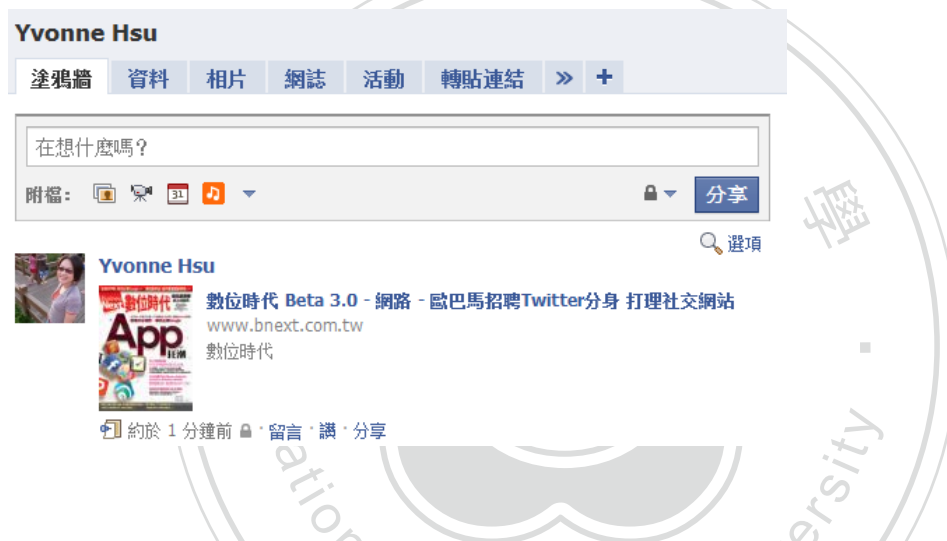 Yvonne Hsu
塗鴉牆 資料 相片 網誌 活動 轉貼連結 » +
在想什麼嗎?
附檔: 31 分享
選項
Yvonne Hsu
數位時代 Beta 3.0 - 網路 - 歐巴馬招聘Twitter分身 打理社交網站
www.bnext.com.tw
數位時代
數位時代
App
約於 1 分鐘前 · 留言 · 讚 · 分享
學
ation
ersity